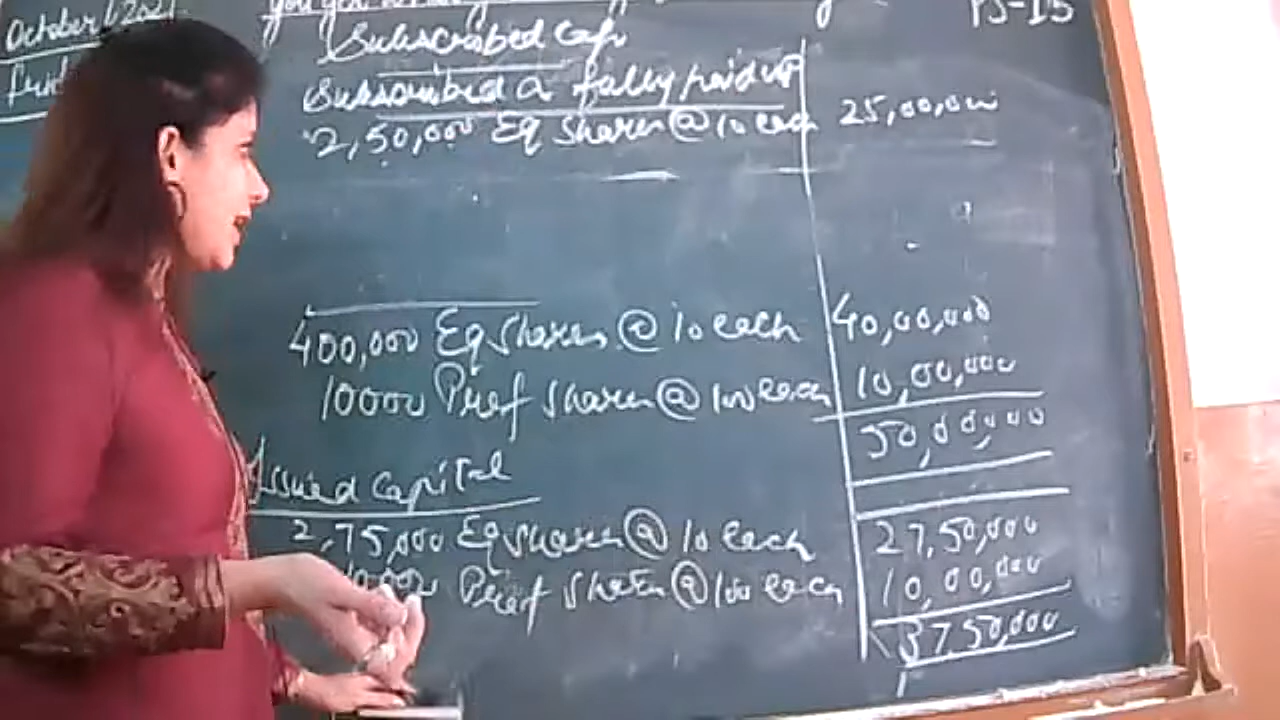 October 2021
PS-15
Subscribed cap
Subscribed & fully paid up
2,50,000 Eq Shares @ 10 each 25,00,000
400,000 Eq Shares @ 10 each 40,00,000
10000 Pref Shares @ 100 each 10,00,000
50,00,000
Issued Capital
2,75,000 Eq Shares @ 10 each 27,50,000
10,000 Pref Shares @ 100 each 10,00,000
37,50,000